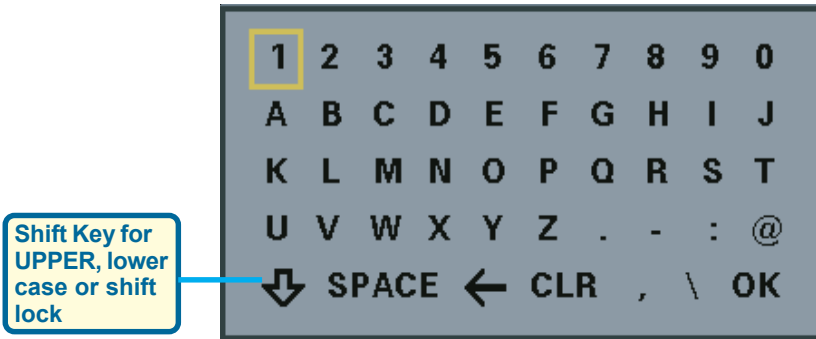 1 2 3 4 5 6 7 8 9 0
A B C D E F G H I J
K L M N O P Q R S T
U V W X Y Z . - : @
SPACE ← CLR , \ OK
Shift Key for
UPPER, lower
case or shift
lock